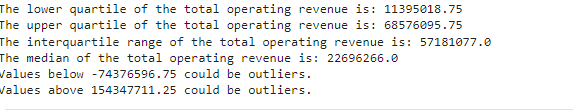 The lower quartile of the total operating revenue is: 11395018.75
The upper quartile of the total operating revenue is: 68576095.75
The interquartile range of the total operating revenue is: 57181077.0
The median of the total operating revenue is: 22696266.0
Values below -74376596.75 could be outliers.
Values above 154347711.25 could be outliers.